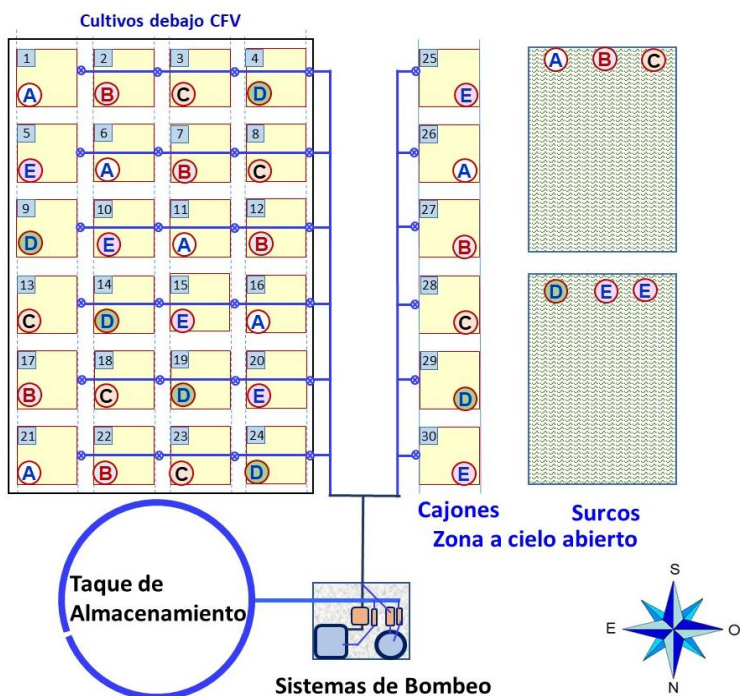 Cultivos debajo CFV
1 2 3 4 25
A B C D E A B C
5 6 7 8 26
E A B C A
9 10 11 12 27
D E A B B
13 14 15 16 28
C D E A C D E E
17 18 19 20 29
B C D E D
21 22 23 24 30
A B C D E
Cajones Surcos
Zona a cielo abierto
Taque de
Almacenamiento
S
E O
N
Sistemas de Bombeo